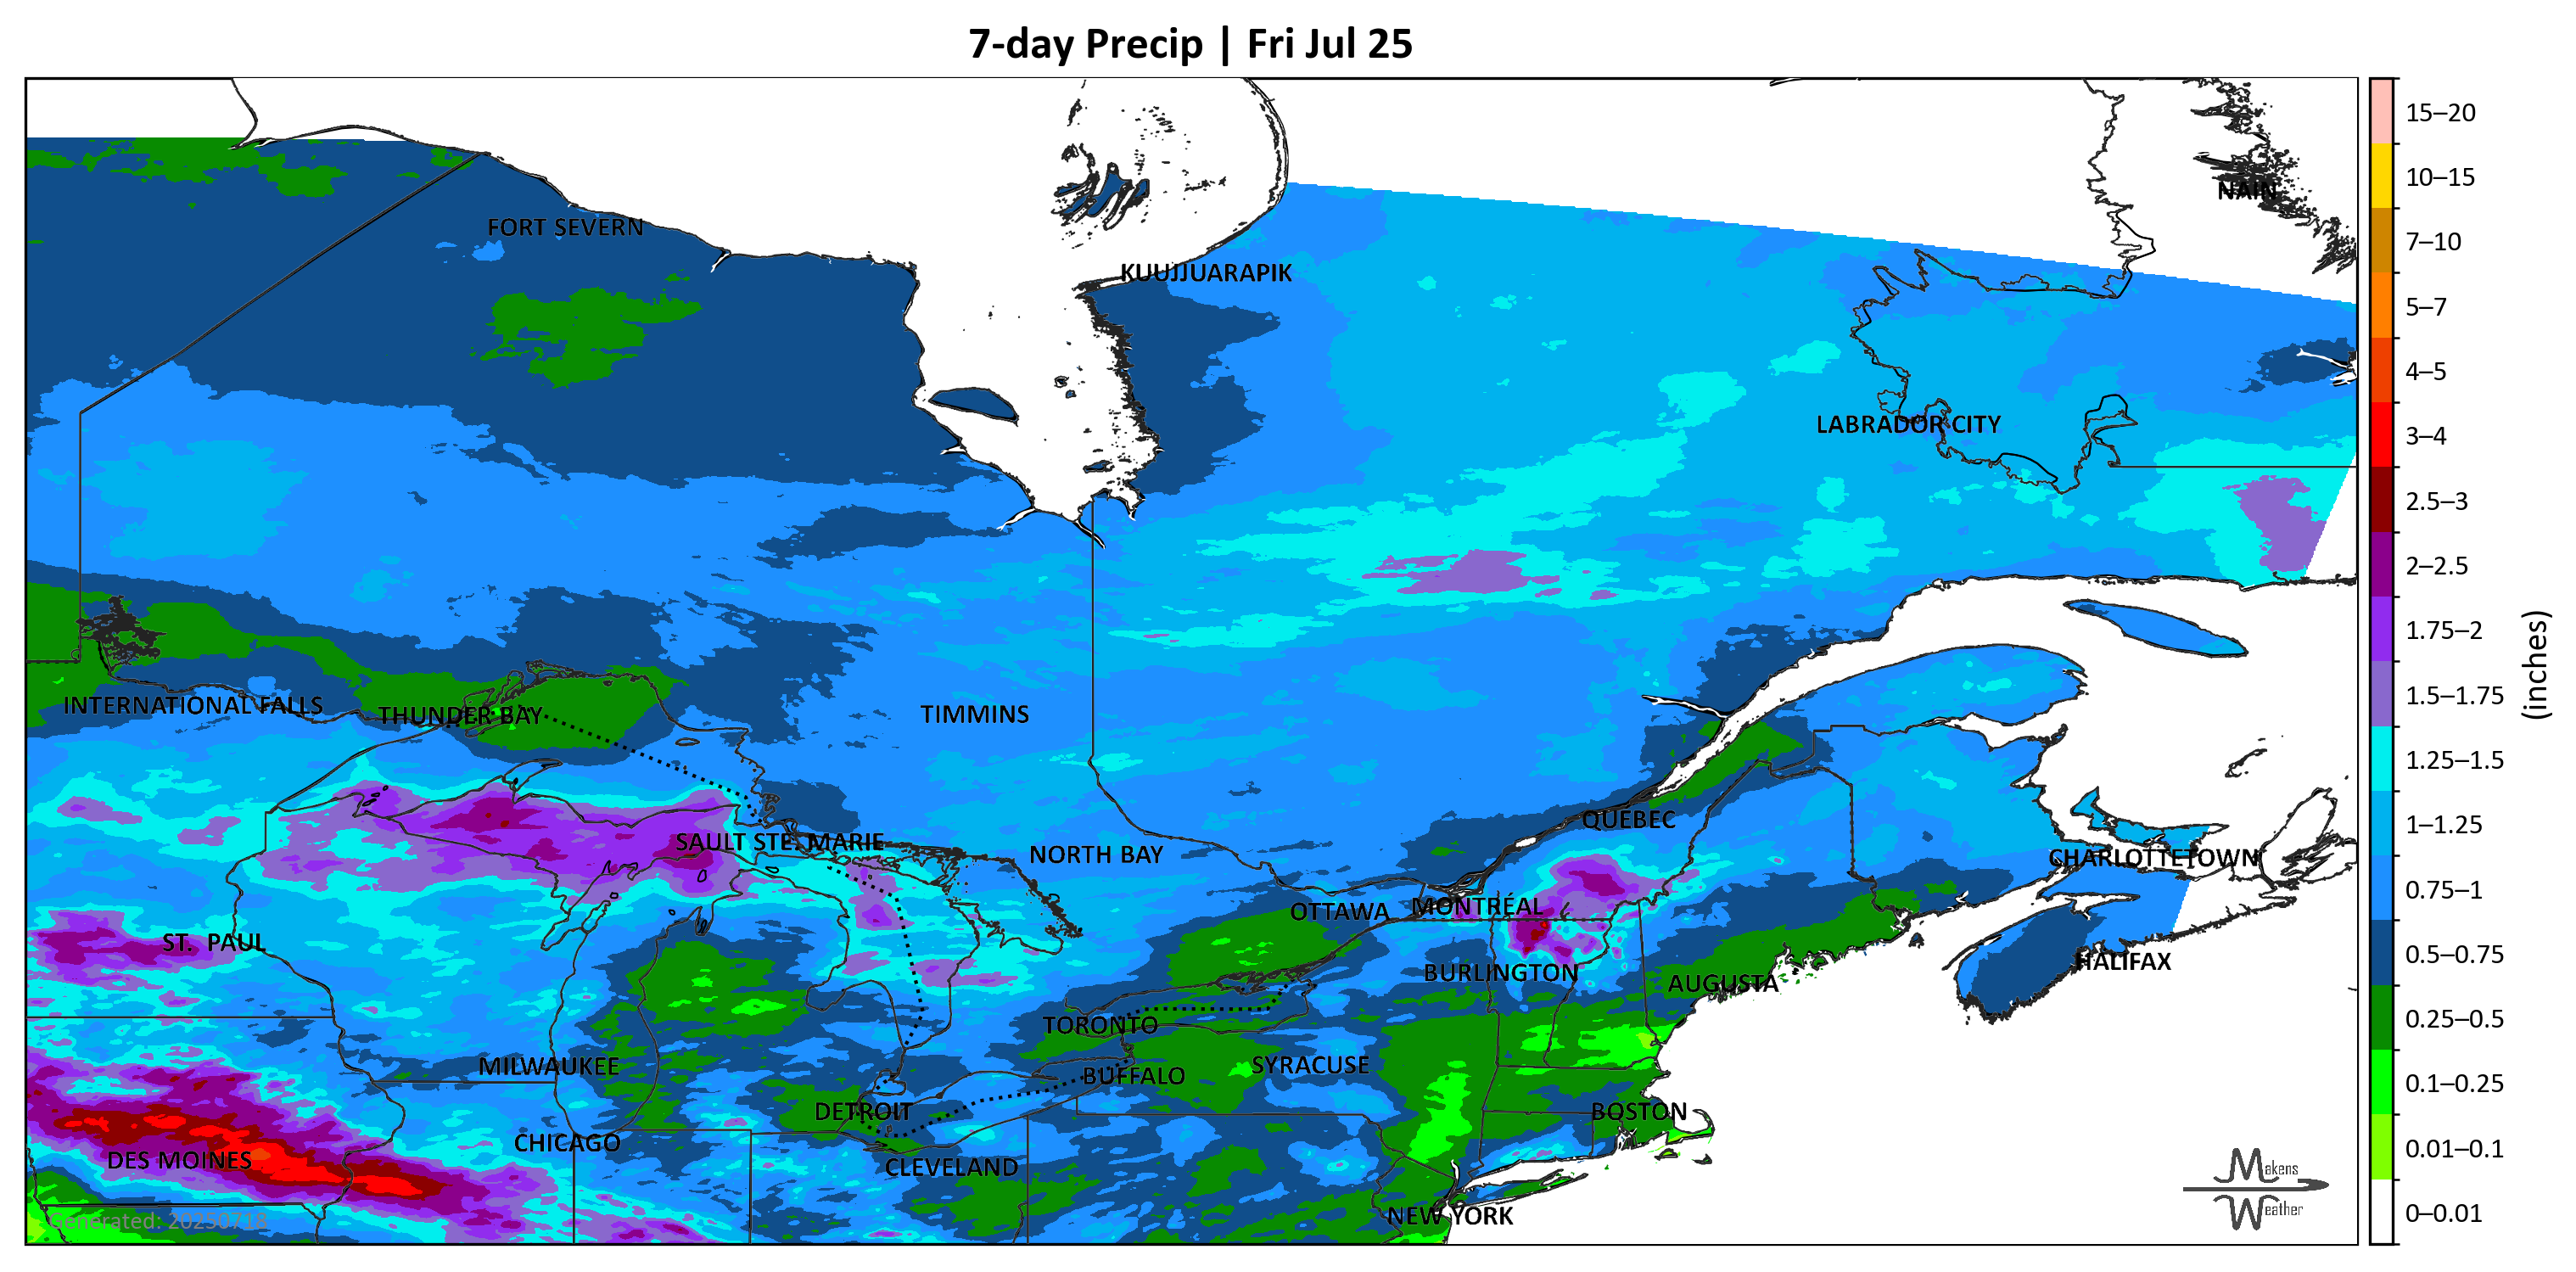 7-day Precip | Fri Jul 25
15–20
10–15
7–10
5–7
4–5
3–4
2.5–3
2–2.5
1.75–2
1.5–1.75
1.25–1.5
1–1.25
0.75–1
0.5–0.75
0.25–0.5
0.1–0.25
0.01–0.1
0–0.01
(inches)
NAIN
FORT SEVERN
KUUJJUARAPIK
LABRADOR CITY
INTERNATIONAL FALLS
THUNDER BAY
TIMMINS
QUÉBEC
SAULT STE. MARIE
NORTH BAY
CHARLOTTETOWN
OTTAWA
MONTRÉAL
ST. PAUL
HALIFAX
BURLINGTON
AUGUSTA
TORONTO
MILWAUKEE
SYRACUSE
BUFFALO
DETROIT
BOSTON
CHICAGO
DES MOINES
CLEVELAND
NEW YORK
Generated: 20250718
Makens
Weather